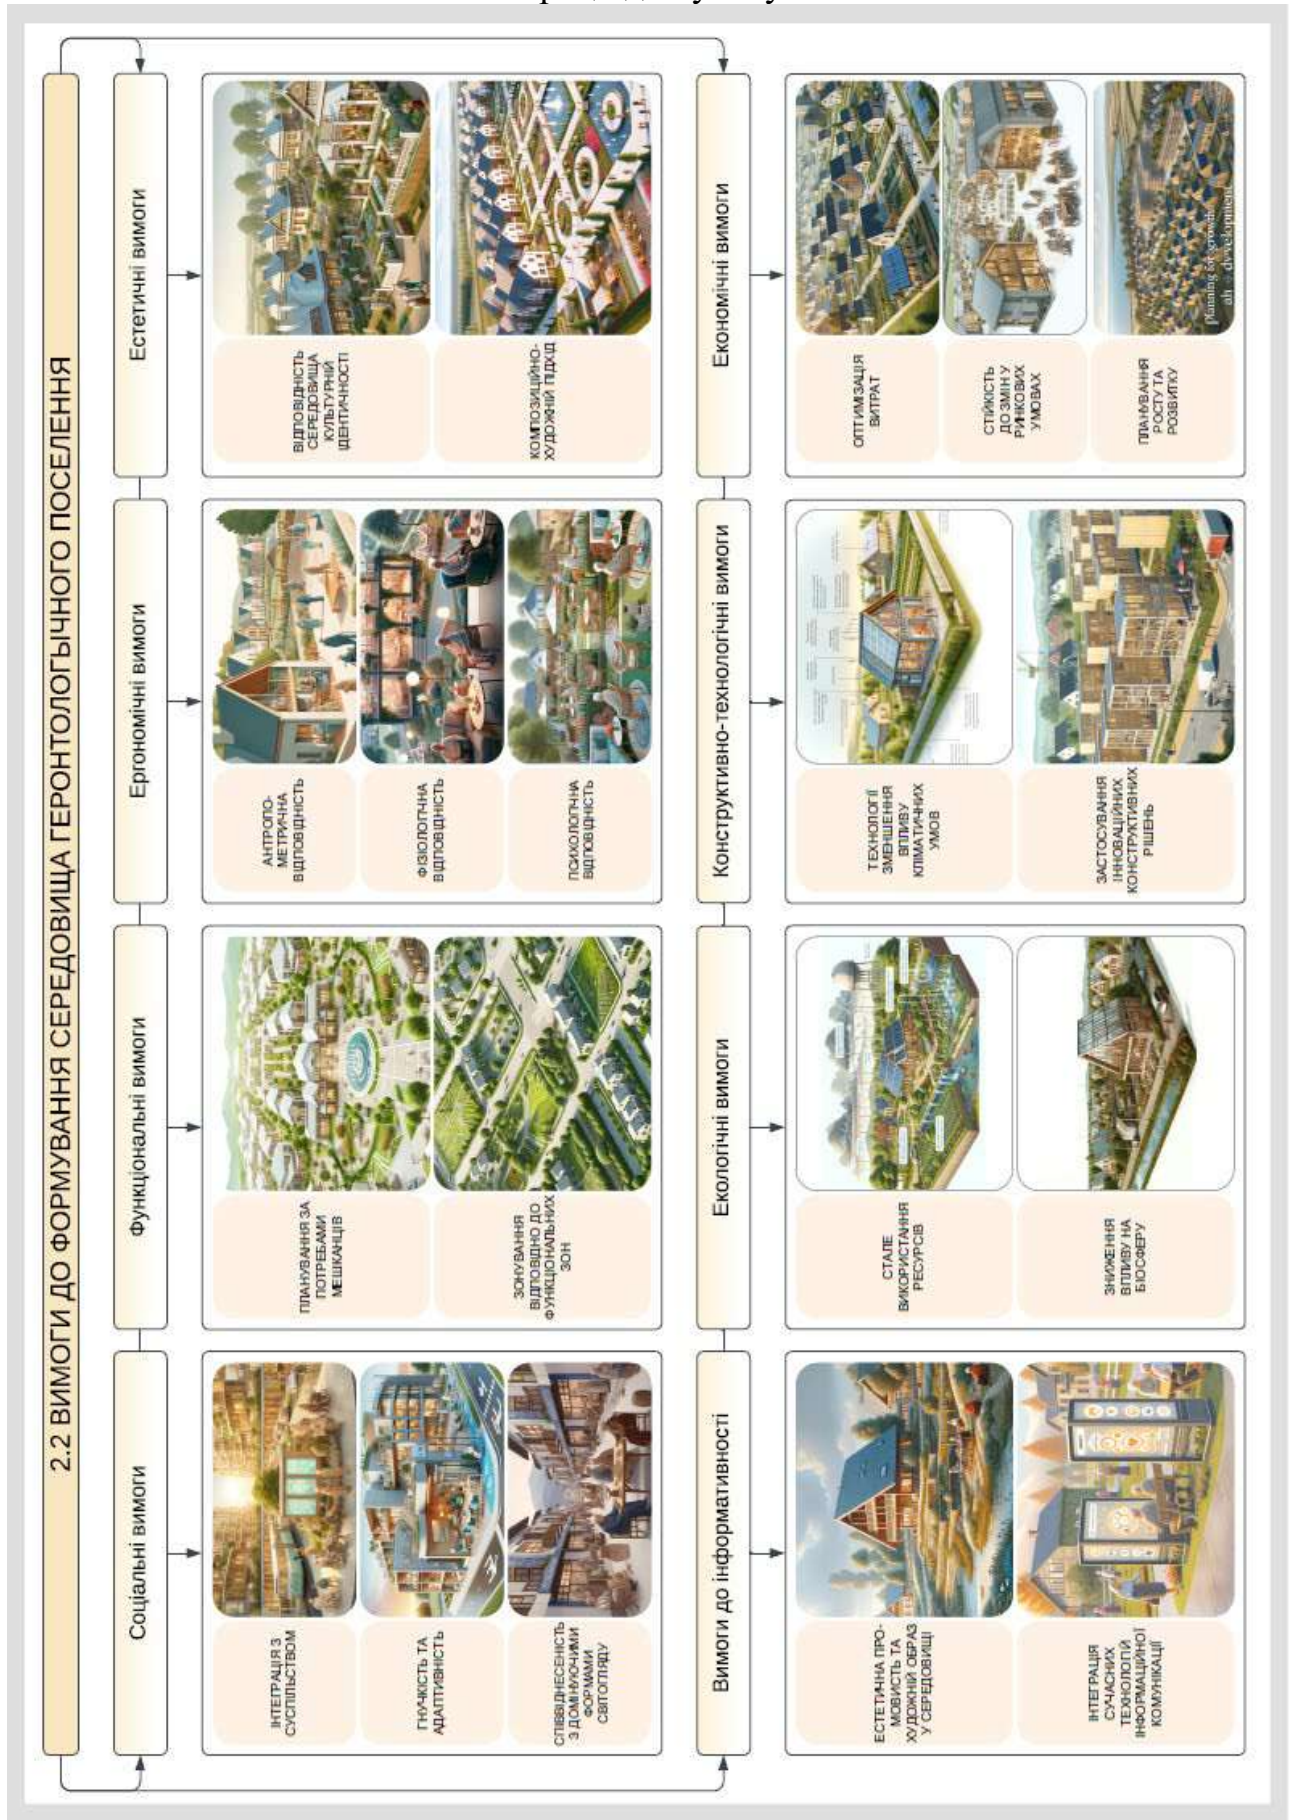 2.2 ВИМОГИ ДО ФОРМУВАННЯ СЕРЕДОВИЩА ГЕРОНТОЛОГЫЧНОГО ПОСЕЛЕННЯ
Соціальні вимоги
ІНТЕГРАЦІЯ З
СУСПІЛЬСТВОМ
ГНУЧКІСТЬ ТА
АДАПТИВНІСТЬ
СПІВВІДНЕСЕНІСТЬ
З ДОМІНУЮЧИМИ
ФОРМАМИ
СВІТОГЛЯДУ
Функціональні вимоги
ПЛАНУВАННЯ ЗА
ПОТРЕБАМИ
МЕШКАНЦІВ
ЗОНУВАННЯ
ВІДПОВІДНО ДО
ФУНКЦІОНАЛЬНИХ
ЗОН
Ергономічні вимоги
АНТРОПО-
МЕТРИЧНА
ВІДПОВІДНІСТЬ
ФІЗІОЛОГІЧНА
ВІДПОВІДНІСТЬ
ПСИХОЛОГІЧНА
ВІДПОВІДНІСТЬ
Естетичні вимоги
ВІДПОВІДНІСТЬ
СЕРЕДОВИЩА
КУЛЬТУРНІЙ
ІДЕНТИЧНОСТІ
КОМПОЗИЦІЙНО-
ХУДОЖНІЙ ПІДХІД
Вимоги до інформативності
ЕСТЕТИЧНА ПРО-
МОВИСТЬ ТА
ХУДОЖНІЙ ОБРАЗ
У СЕРЕДОВИЩІ
ІНТЕГРАЦІЯ
СУЧАСНИХ
ТЕХНОЛОГІЙ
ІНФОРМАЦІЙНОЇ
КОМУНІКАЦІЇ
Екологічні вимоги
СТАЛЕ
ВИКОРИСТАННЯ
РЕСУРСІВ
ЗНИЖЕННЯ
ВПЛИВУ НА
БІОСФЕРУ
Конструктивно-технологічні вимоги
ТЕХНОЛОГІЇ
ЗМЕНШЕННЯ
ВПЛИВУ
КЛІМАТИЧНИХ
УМОВ
ЗАСТОСУВАННЯ
ІННОВАЦІЙНИХ
КОНСТРУКТИВНИХ
РІШЕНЬ
Економічні вимоги
ОПТИМІЗАЦІЯ
ВИТРАТ
СТІЙКІСТЬ
ДО ЗМІН У
РИНКОВИХ
УМОВАХ
ПЛАНУВАННЯ
РОСТУ ТА
РОЗВИТКУ
Planning for growth